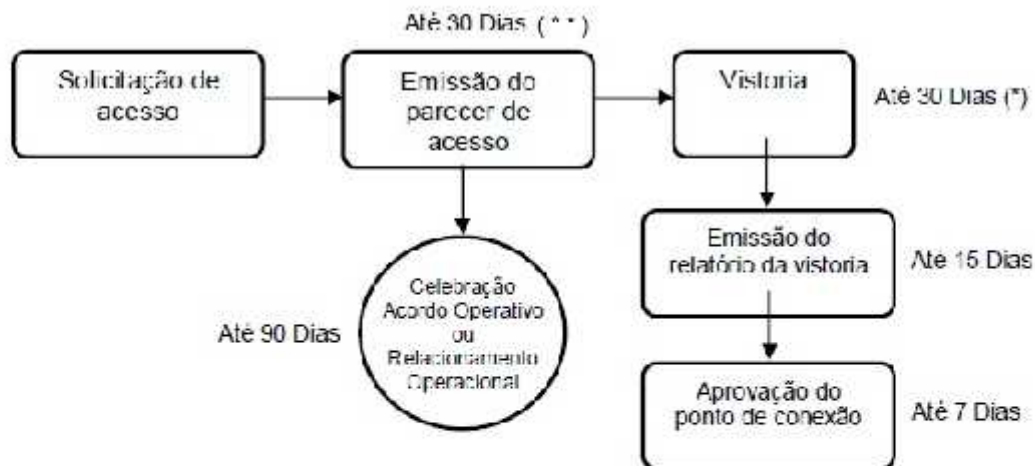 Até 30 Dias (**)
Solicitação de
acesso
Emissão do
parecer de
acesso
Vistoria
Até 30 Dias (*)
Emissão do
relatório da vistoria
Até 15 Dias
Celebração
Acordo Operativo
ou
Relacionamento
Operacional
Até 90 Dias
Aprovação do
ponto de conexão
Até 7 Dias